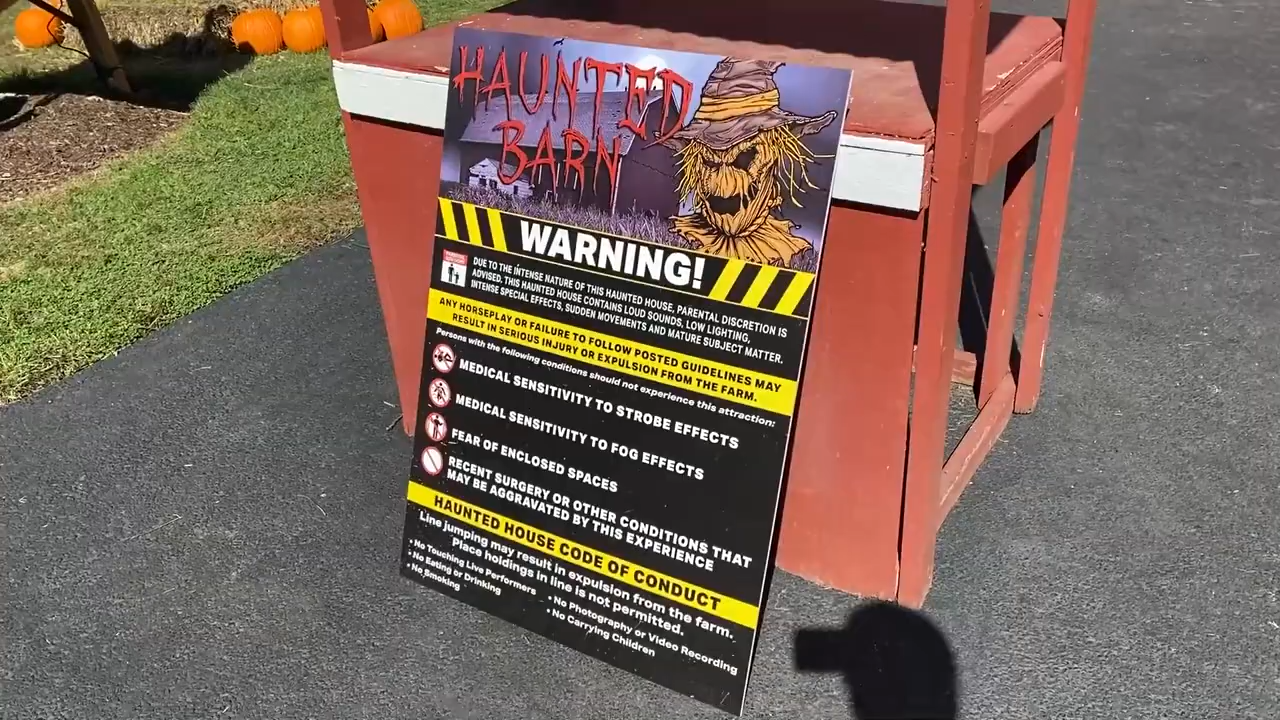 HAUNTED
BARN
WARNING!
DUE TO THE INTENSE NATURE OF THIS HAUNTED HOUSE, PARENTAL DISCRETION IS
ADVISED. THIS HAUNTED HOUSE CONTAINS LOUD SOUNDS, LOW LIGHTING,
INTENSE SPECIAL EFFECTS, SUDDEN MOVEMENTS AND MATURE SUBJECT MATTER.
ANY HORSEPLAY OR FAILURE TO FOLLOW POSTED GUIDELINES MAY
RESULT IN SERIOUS INJURY OR EXPULSION FROM THE FARM.
Persons with the following conditions should not experience this attraction:
MEDICAL SENSITIVITY TO STROBE EFFECTS
MEDICAL SENSITIVITY TO FOG EFFECTS
FEAR OF ENCLOSED SPACES
RECENT SURGERY OR OTHER CONDITIONS THAT
MAY BE AGGRAVATED BY THIS EXPERIENCE
HAUNTED HOUSE CODE OF CONDUCT
Line jumping may result in expulsion from the farm.
Place holdings in line is not permitted.
• No Touching Live Performers
• No Eating or Drinking
• No Smoking
• No Photography or Video Recording
• No Carrying Children